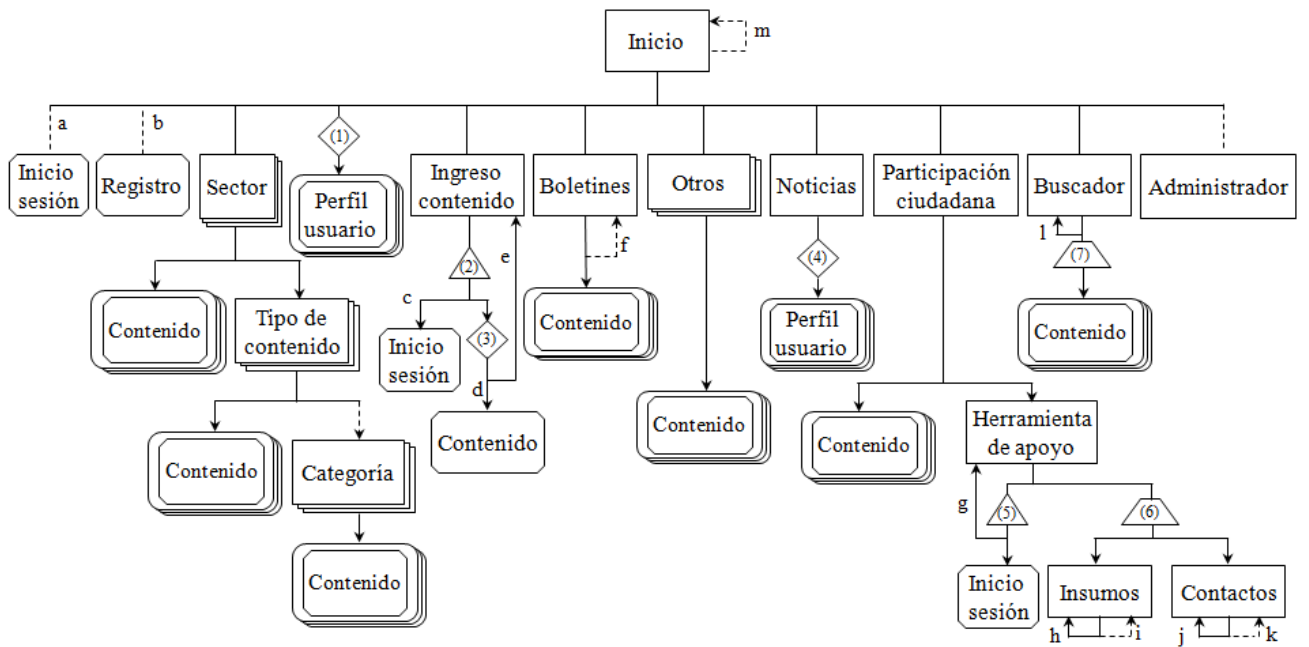 Inicio
m
a
b
(1)
Inicio
sesión
Registro
Sector
Perfil
usuario
Ingreso
contenido
Boletines
Otros
Noticias
Participación
ciudadana
Buscador
Administrador
l
f
e
(2)
(4)
(7)
c
(3)
Contenido
Tipo de
contenido
Inicio
sesión
d
Contenido
Perfil
usuario
Contenido
Contenido
Categoría
Contenido
Contenido
Contenido
Herramienta
de apoyo
g
(5)
(6)
Contenido
Inicio
sesión
Insumos
Contactos
h
i
j
k